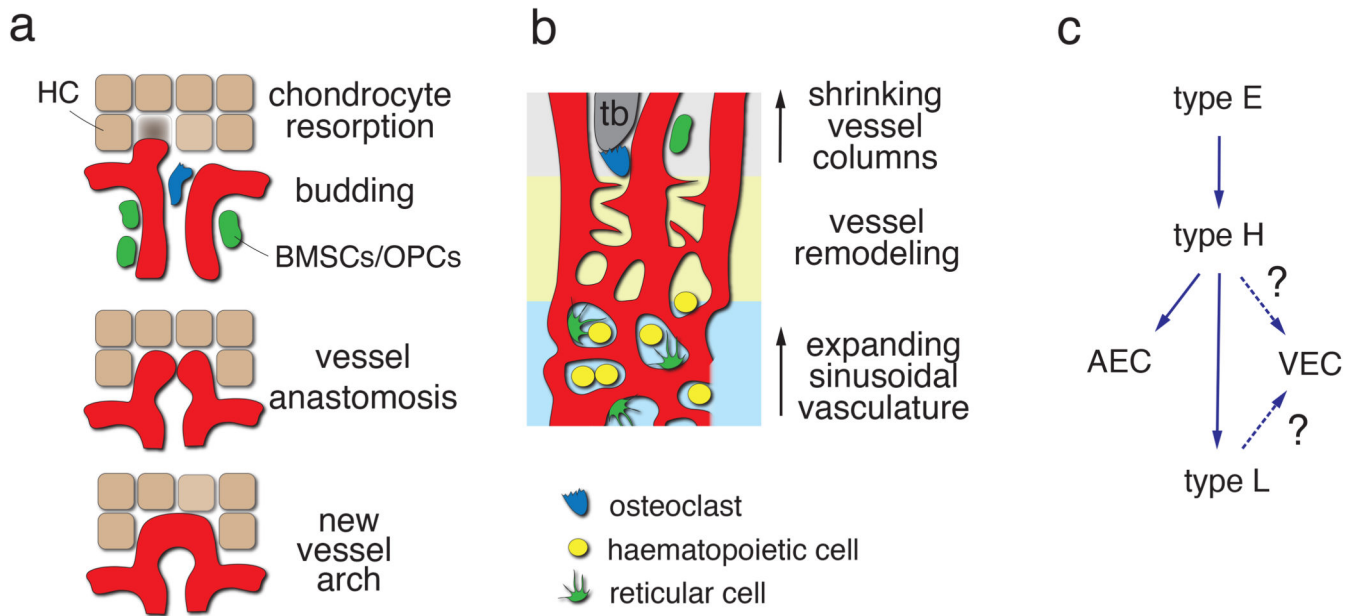 a
HC
chondrocyte
resorption
budding
BMSCs/OPCs
vessel
anastomosis
new
vessel
arch
b
tb
shrinking
vessel
columns
vessel
remodeling
expanding
sinusoidal
vasculature
osteoclast
haematopoietic cell
reticular cell
c
type E
type H
?
AEC
VEC
?
type L